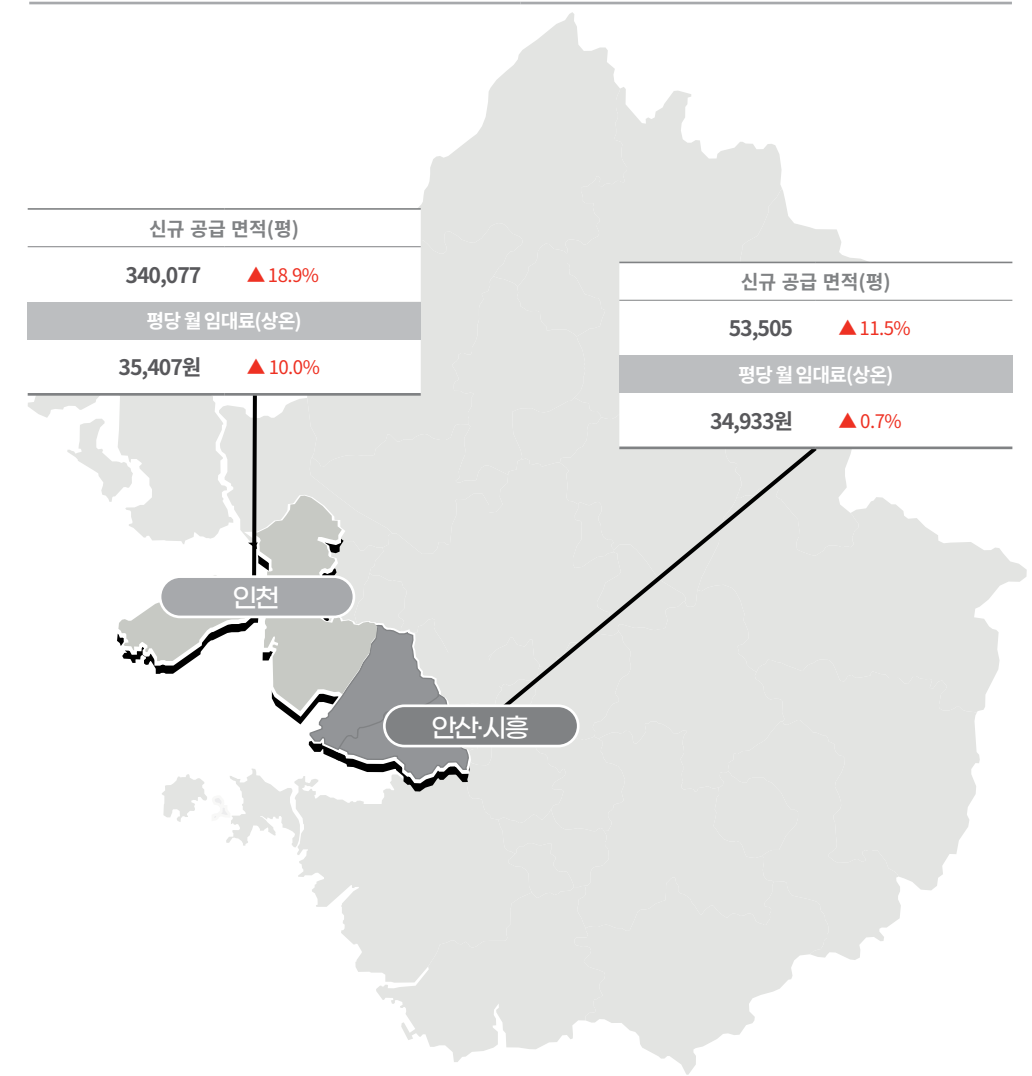 신규 공급 면적(평)
340,077 ▲ 18.9%
평당 월 임대료(상온)
35,407원 ▲ 10.0%
신규 공급 면적(평)
53,505 ▲ 11.5%
평당 월 임대료(상온)
34,933원 ▲ 0.7%
인천
안산·시흥